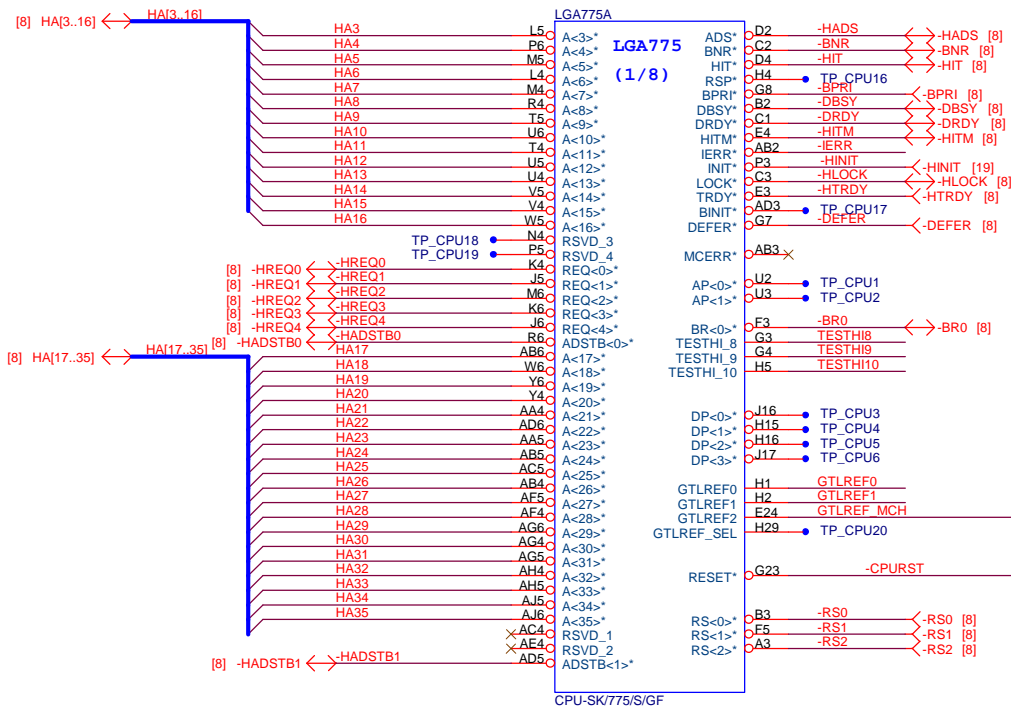 LGA775A
LGA775
(1/8)
[8] HA[3..16]
HA[3..16]
HA3 L5 A<3>*
HA4 P6 A<4>*
HA5 M5 A<5>*
HA6 L4 A<6>*
HA7 M4 A<7>*
HA8 R4 A<8>*
HA9 T5 A<9>*
HA10 U6 A<10>*
HA11 T4 A<11>*
HA12 U5 A<12>*
HA13 U4 A<13>*
HA14 V5 A<14>*
HA15 V4 A<15>*
HA16 W5 A<16>*
TP_CPU18 N4 RSVD_3
TP_CPU19 P5 RSVD_4
[8] -HREQ0 -HREQ0 K4 REQ<0>*
[8] -HREQ1 -HREQ1 J5 REQ<1>*
[8] -HREQ2 -HREQ2 M6 REQ<2>*
[8] -HREQ3 -HREQ3 K6 REQ<3>*
[8] -HREQ4 -HREQ4 J6 REQ<4>*
[8] -HADSTB0 -HADSTB0 R6 ADSTB<0>*
[8] HA[17..35]
HA[17..35]
HA17 AB6 A<17>*
HA18 W6 A<18>*
HA19 Y6 A<19>*
HA20 Y4 A<20>*
HA21 AA4 A<21>*
HA22 AD6 A<22>*
HA23 AA5 A<23>*
HA24 AB5 A<24>*
HA25 AC5 A<25>*
HA26 AB4 A<26>*
HA27 AF5 A<27>*
HA28 AF4 A<28>*
HA29 AG6 A<29>*
HA30 AG4 A<30>*
HA31 AG5 A<31>*
HA32 AH4 A<32>*
HA33 AH5 A<33>*
HA34 AJ5 A<34>*
HA35 AJ6 A<35>*
AC4 RSVD_1
AE4 RSVD_2
[8] -HADSTB1 -HADSTB1 AD5 ADSTB<1>*
ADS* D2 -HADS -HADS [8]
BNR* C2 -BNR -BNR [8]
HIT* D4 -HIT -HIT [8]
RSP* H4 TP_CPU16
BPRI* G8 -BPRI -BPRI [8]
DBSY* B2 -DBSY -DBSY [8]
DRDY* C1 -DRDY -DRDY [8]
HITM* E4 -HITM -HITM [8]
IERR* AB2 -IERR
INIT* P3 -HINIT -HINIT [19]
LOCK* C3 -HLOCK -HLOCK [8]
TRDY* E3 -HTRDY -HTRDY [8]
BINIT* AD3 TP_CPU17
DEFER* G7 -DEFER -DEFER [8]
MCERR* AB3
AP<0>* U2 TP_CPU1
AP<1>* U3 TP_CPU2
BR<0>* F3 -BR0 -BR0 [8]
TESTHI_8 G3 TESTHI8
TESTHI_9 G4 TESTHI9
TESTHI_10 H5 TESTHI10
DP<0>* J16 TP_CPU3
DP<1>* H15 TP_CPU4
DP<2>* H16 TP_CPU5
DP<3>* J17 TP_CPU6
GTLREF0 H1 GTLREF0
GTLREF1 H2 GTLREF1
GTLREF2 E24 GTLREF_MCH
GTLREF_SEL H29 TP_CPU20
RESET* G23 -CPURST
RS<0>* B3 -RS0 -RS0 [8]
RS<1>* F5 -RS1 -RS1 [8]
RS<2>* A3 -RS2 -RS2 [8]
CPU-SK/775/S/GF